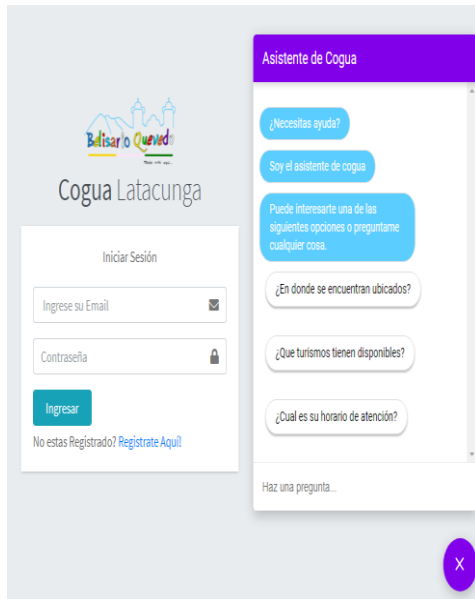 Belisario Quevedo
Cogua Latacunga
Iniciar Sesión
Ingrese su Email
Contraseña
Ingresar
No estas Registrado? Registrate Aqui!
Asistente de Cogua
¿Necesitas ayuda?
Soy el asistente de cogua
Puede interesarte una de las
siguientes opciones o preguntame
cualquier cosa.
¿En donde se encuentran ubicados?
¿Que turismos tienen disponibles?
¿Cual es su horario de atención?
Haz una pregunta...
X